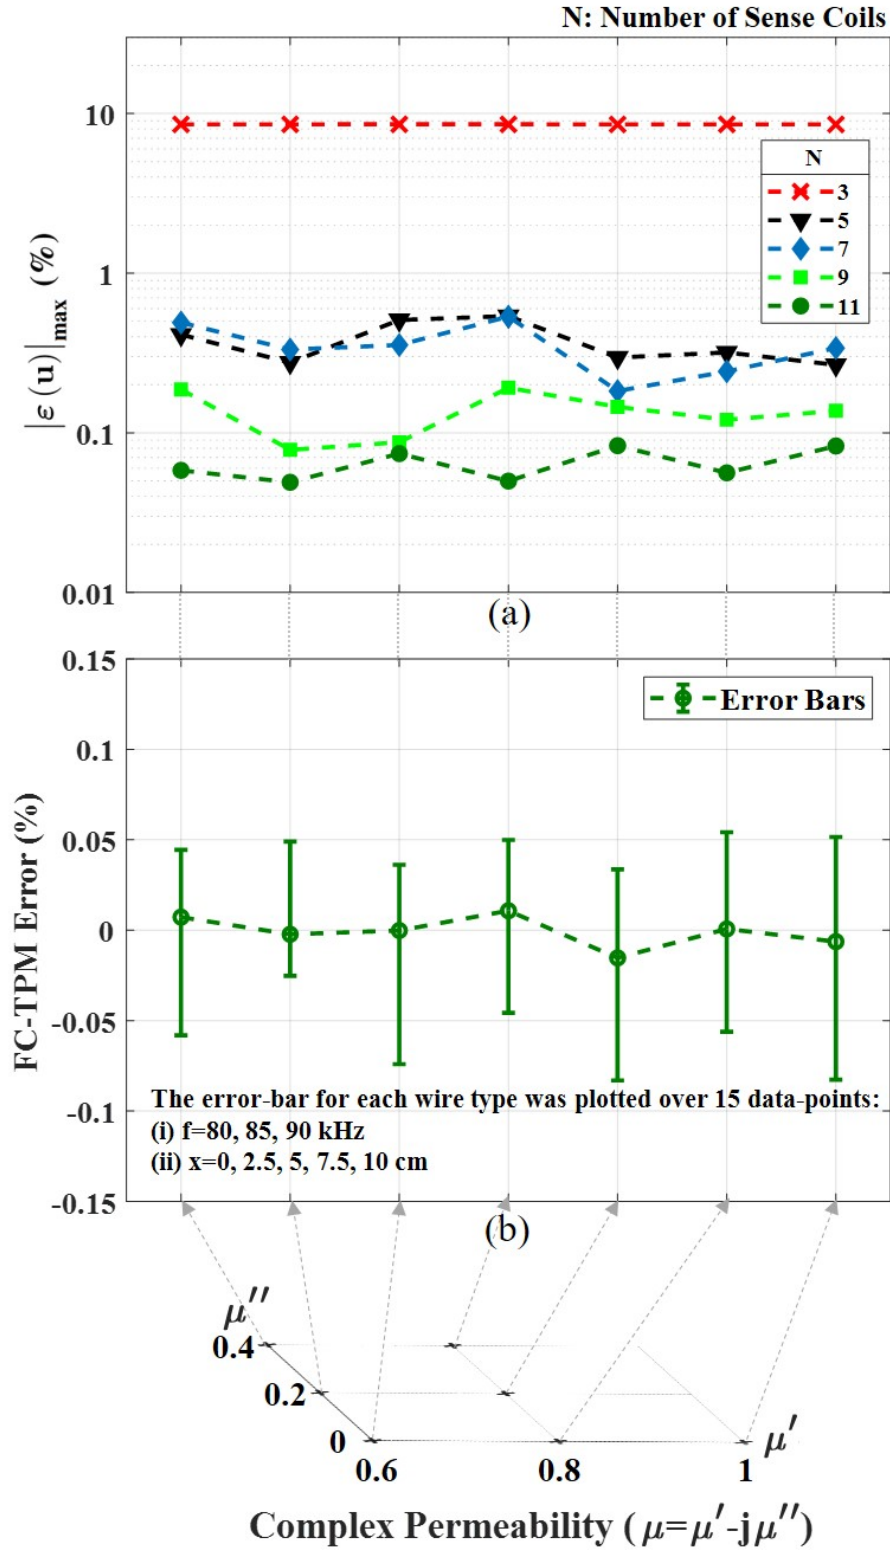 N: Number of Sense Coils
10
1
0.1
0.01
|ε(u)|max (%)
N
3
5
7
9
11
(a)
0.15
0.1
0.05
0
-0.05
-0.1
-0.15
FC-TPM Error (%)
Error Bars
The error-bar for each wire type was plotted over 15 data-points:
(i) f=80, 85, 90 kHz
(ii) x=0, 2.5, 5, 7.5, 10 cm
(b)
μ′′
0.4
0.2
0
μ′
0.6 0.8 1
Complex Permeability (μ=μ′-jμ′′)